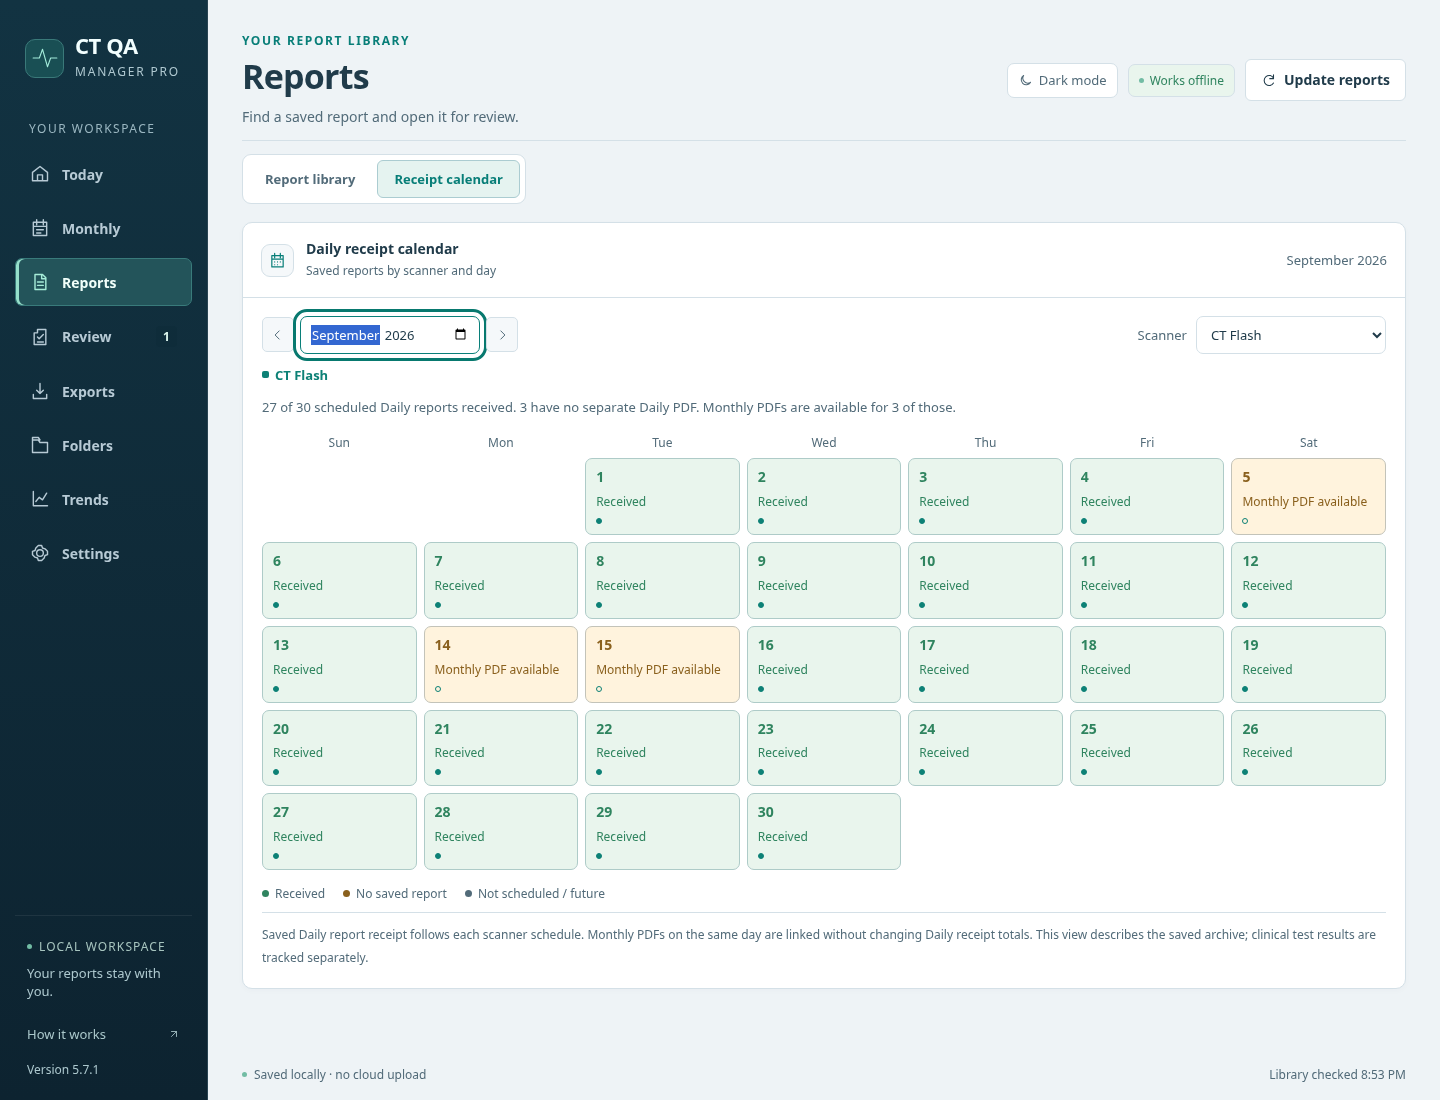 CT QA
MANAGER PRO
YOUR WORKSPACE
Today
Monthly
Reports
Review 1
Exports
Folders
Trends
Settings
LOCAL WORKSPACE
Your reports stay with
you.
How it works
Version 5.7.1
YOUR REPORT LIBRARY
Reports
Find a saved report and open it for review.
Dark mode
Works offline
Update reports
Report library
Receipt calendar
Daily receipt calendar
Saved reports by scanner and day
September 2026
September 2026
Scanner
CT Flash
CT Flash
27 of 30 scheduled Daily reports received. 3 have no separate Daily PDF. Monthly PDFs are available for 3 of those.
Sun Mon Tue Wed Thu Fri Sat
1 2 3 4 5
Received Received Received Received Monthly PDF available
6 7 8 9 10 11 12
Received Received Received Received Received Received Received
13 14 15 16 17 18 19
Received Monthly PDF available Monthly PDF available Received Received Received Received
20 21 22 23 24 25 26
Received Received Received Received Received Received Received
27 28 29 30
Received Received Received Received
Received No saved report Not scheduled / future
Saved Daily report receipt follows each scanner schedule. Monthly PDFs on the same day are linked without changing Daily receipt totals. This view describes the saved archive; clinical test results are
tracked separately.
Saved locally · no cloud upload
Library checked 8:53 PM